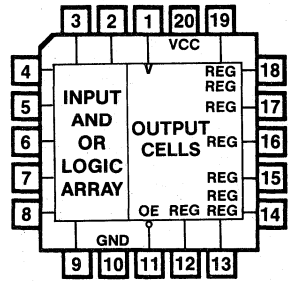 3 2 1 20 19
VCC
4 V REG 18
REG
5 INPUT AND OR LOGIC ARRAY OUTPUT CELLS REG 17
6 REG 16
7 REG 15
REG
8 OE REG REG 14
GND
9 10 11 12 13